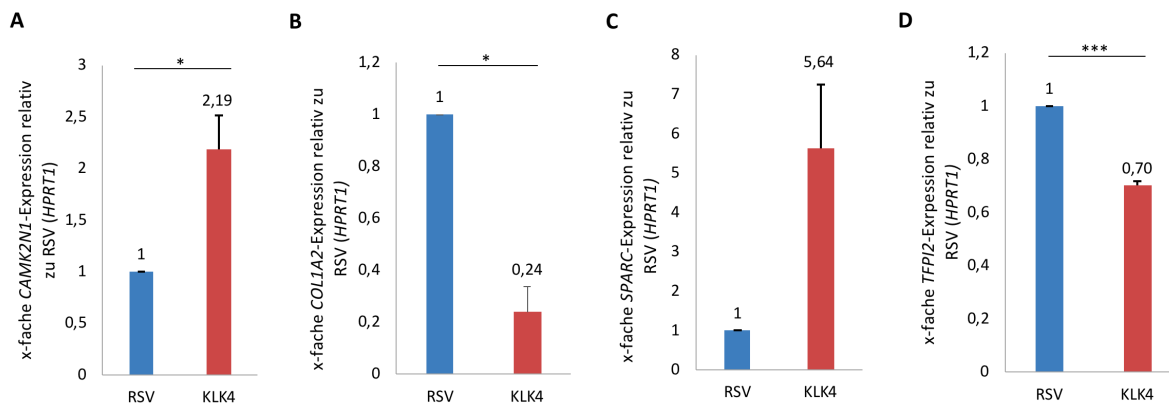 A
x-fache CAMK2N1-Expression relativ
zu RSV (HPRT1)
3
2,5
2
1,5
1
0,5
0
*
1
2,19
RSV
KLK4
B
x-fache COL1A2-Expression relativ zu
RSV (HPRT1)
1,2
1
0,8
0,6
0,4
0,2
0
*
1
0,24
RSV
KLK4
C
x-fache SPARC-Expression relativ zu
RSV (HPRT1)
8
7
6
5
4
3
2
1
0
1
5,64
RSV
KLK4
D
x-fache TFPI2-Exrpession relativ zu
RSV (HPRT1)
1,2
1
0,8
0,6
0,4
0,2
0
***
1
0,70
RSV
KLK4